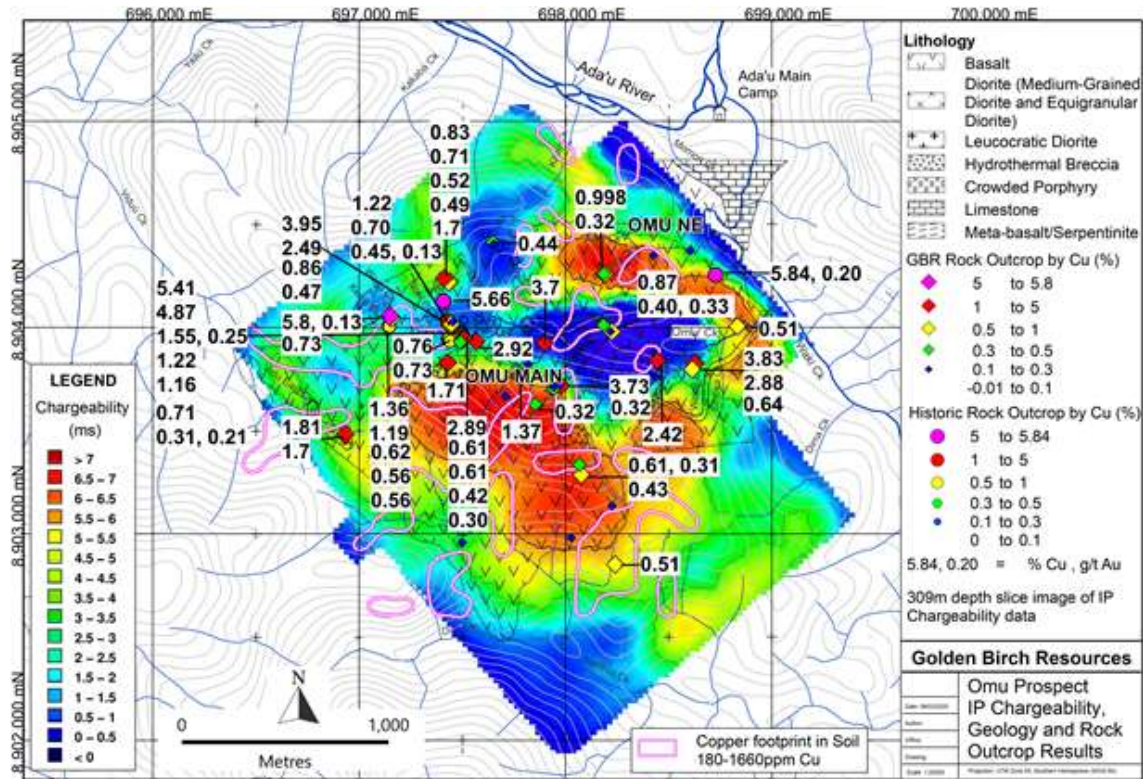 696,000 mE 697,000 mE 698,000 mE 699,000 mE 700,000 mE
8,905,000 mN
8,904,000 mN
8,903,000 mN
8,902,000 mN
Ada'u River
Ada'u Main
Camp
Kakaba Ck
Waki Ck
Oma Ck
0.83
0.71
0.52
0.49
1.7
1.22
0.70
0.45, 0.13
3.95
2.49
0.86
0.47
5.41
4.87
1.55, 0.25
1.22
1.16
0.71
0.31, 0.21
5.8, 0.13
0.73
0.998
0.32
OMU NE
0.44
3.7
0.87
0.40, 0.33
5.84, 0.20
5.66
0.51
0.76
0.73
2.92
OMU MAIN
1.71
3.73
0.32
3.83
2.88
0.64
1.81
1.7
1.36
1.19
0.62
0.56
0.56
2.89
0.61
0.61
0.42
0.30
1.37
0.32
2.42
0.61, 0.31
0.43
0.51
LEGEND
Chargeability
(ms)
> 7
6.5 – 7
6 – 6.5
5.5 – 6
5 – 5.5
4.5 – 5
4 – 4.5
3.5 – 4
3 – 3.5
2.5 – 3
2 – 2.5
1.5 – 2
1 – 1.5
0.5 – 1
0 – 0.5
< 0
N
0 1,000
Metres
Copper footprint in Soil
180-1660ppm Cu
Lithology
Basalt
Diorite (Medium-Grained
Diorite and Equigranular
Diorite)
Leucocratic Diorite
Hydrothermal Breccia
Crowded Porphyry
Limestone
Meta-basalt/Serpentinite
GBR Rock Outcrop by Cu (%)
5 to 5.8
1 to 5
0.5 to 1
0.3 to 0.5
0.1 to 0.3
-0.01 to 0.1
Historic Rock Outcrop by Cu (%)
5 to 5.84
1 to 5
0.5 to 1
0.3 to 0.5
0.1 to 0.3
0 to 0.1
5.84, 0.20 = % Cu , g/t Au
309m depth slice image of IP
Chargeability data
Golden Birch Resources
Omu Prospect
IP Chargeability,
Geology and Rock
Outcrop Results